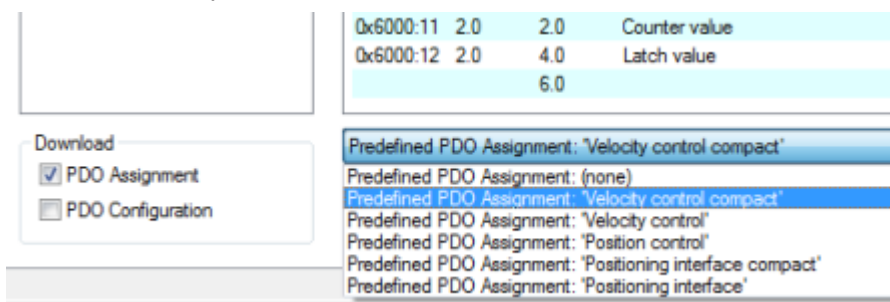 0x6000:11 2.0 2.0 Counter value
0x6000:12 2.0 4.0 Latch value
6.0
Download
PDO Assignment
PDO Configuration
Predefined PDO Assignment: 'Velocity control compact'
Predefined PDO Assignment: (none)
Predefined PDO Assignment: 'Velocity control compact'
Predefined PDO Assignment: 'Velocity control'
Predefined PDO Assignment: 'Position control'
Predefined PDO Assignment: 'Positioning interface compact'
Predefined PDO Assignment: 'Positioning interface'